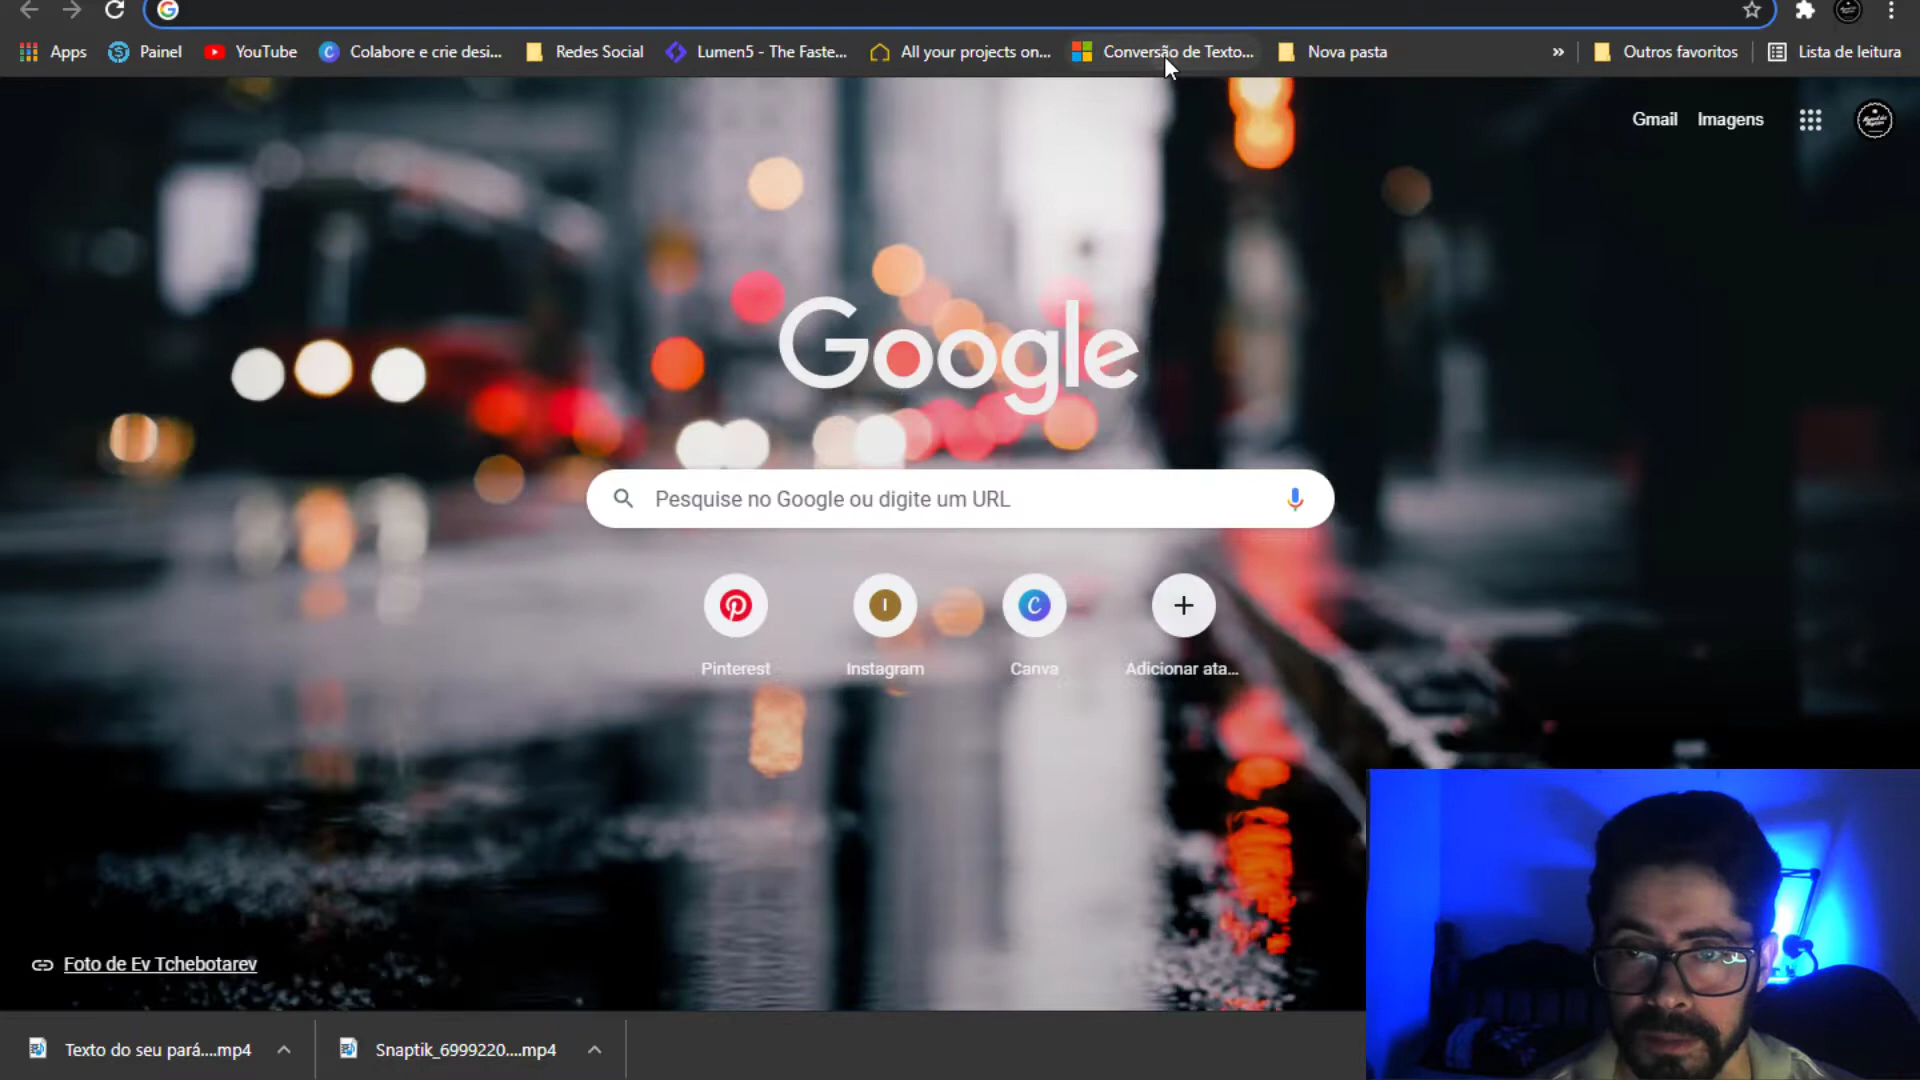 Apps
Painel
YouTube
Colabore e crie desi...
Redes Social
Lumen5 - The Faste...
All your projects on...
Conversão de Texto...
Nova pasta
»
Outros favoritos
Lista de leitura
Gmail
Imagens
Google
Pesquise no Google ou digite um URL
Pinterest
I
Instagram
Canva
Adicionar ata...
Foto de Ev Tchebotarev
Texto do seu pará....mp4
Snaptik_6999220....mp4